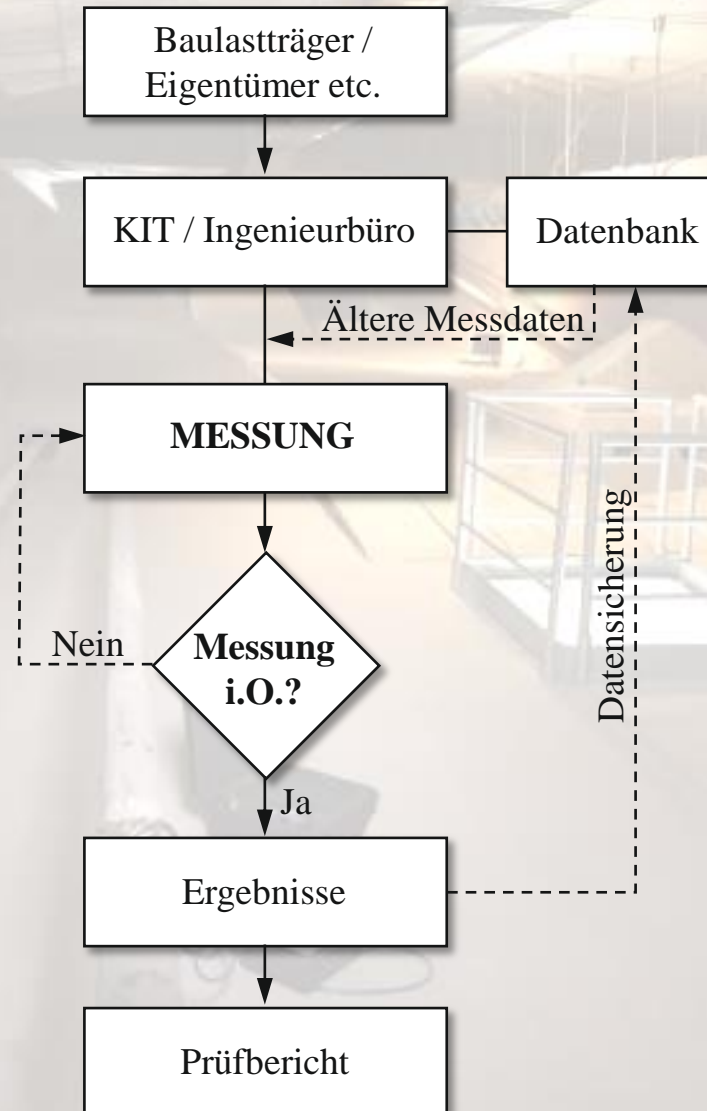 Baulastträger /
Eigentümer etc.
KIT / Ingenieurbüro
Datenbank
Ältere Messdaten
MESSUNG
Datensicherung
Nein
Messung
i.O.?
Ja
Ergebnisse
Prüfbericht